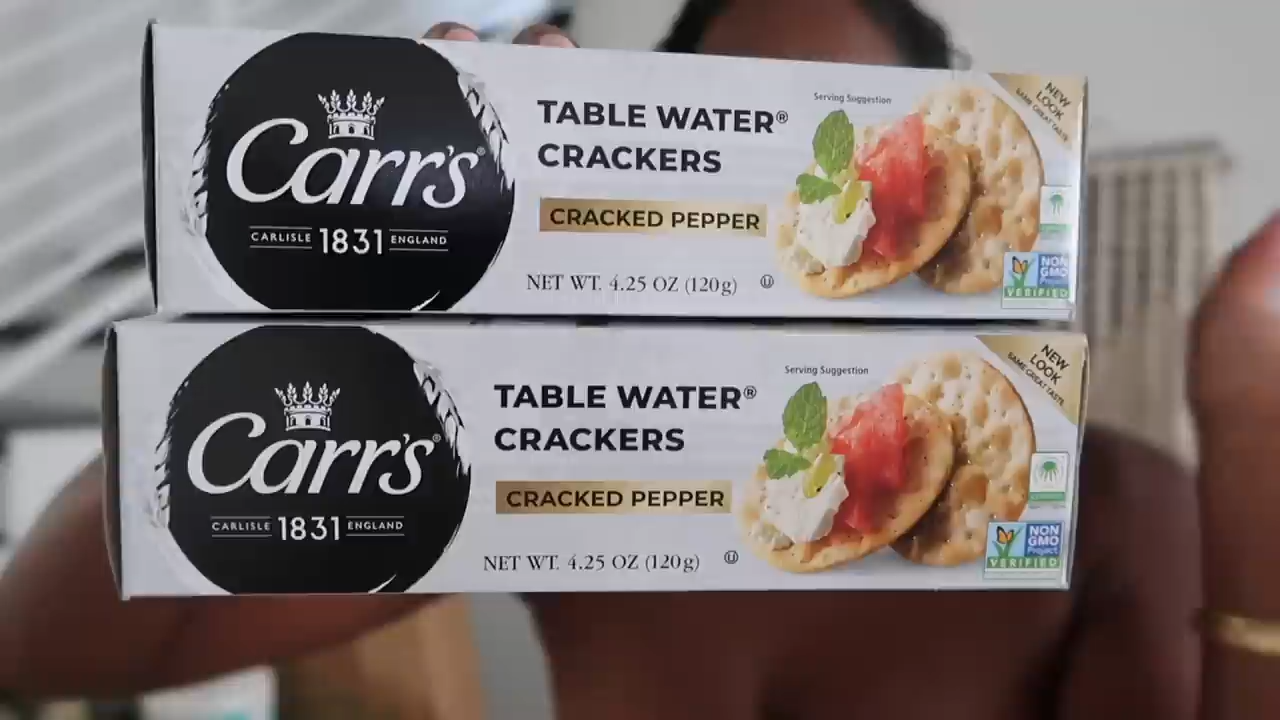 Carr's®
CARLISLE 1831 ENGLAND
TABLE WATER®
CRACKERS
CRACKED PEPPER
NET WT. 4.25 OZ (120g) U
Serving Suggestion
NEW
LOOK
SAME GREAT TASTE
NON
GMO
Project
VERIFIED
Carr's®
CARLISLE 1831 ENGLAND
TABLE WATER®
CRACKERS
CRACKED PEPPER
NET WT. 4.25 OZ (120g) U
Serving Suggestion
NEW
LOOK
SAME GREAT TASTE
NON
GMO
Project
VERIFIED